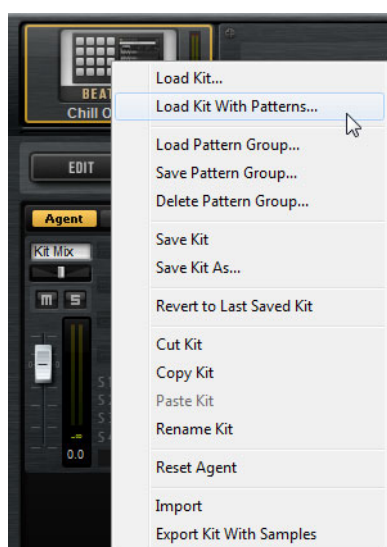 BEAT
Chill O
Load Kit...
Load Kit With Patterns...
Load Pattern Group...
Save Pattern Group...
Delete Pattern Group...
EDIT
Agent
Save Kit
Kit Mix
Save Kit As...
M S
Revert to Last Saved Kit
Cut Kit
Copy Kit
Paste Kit
Rename Kit
0.0
Reset Agent
Import
Export Kit With Samples